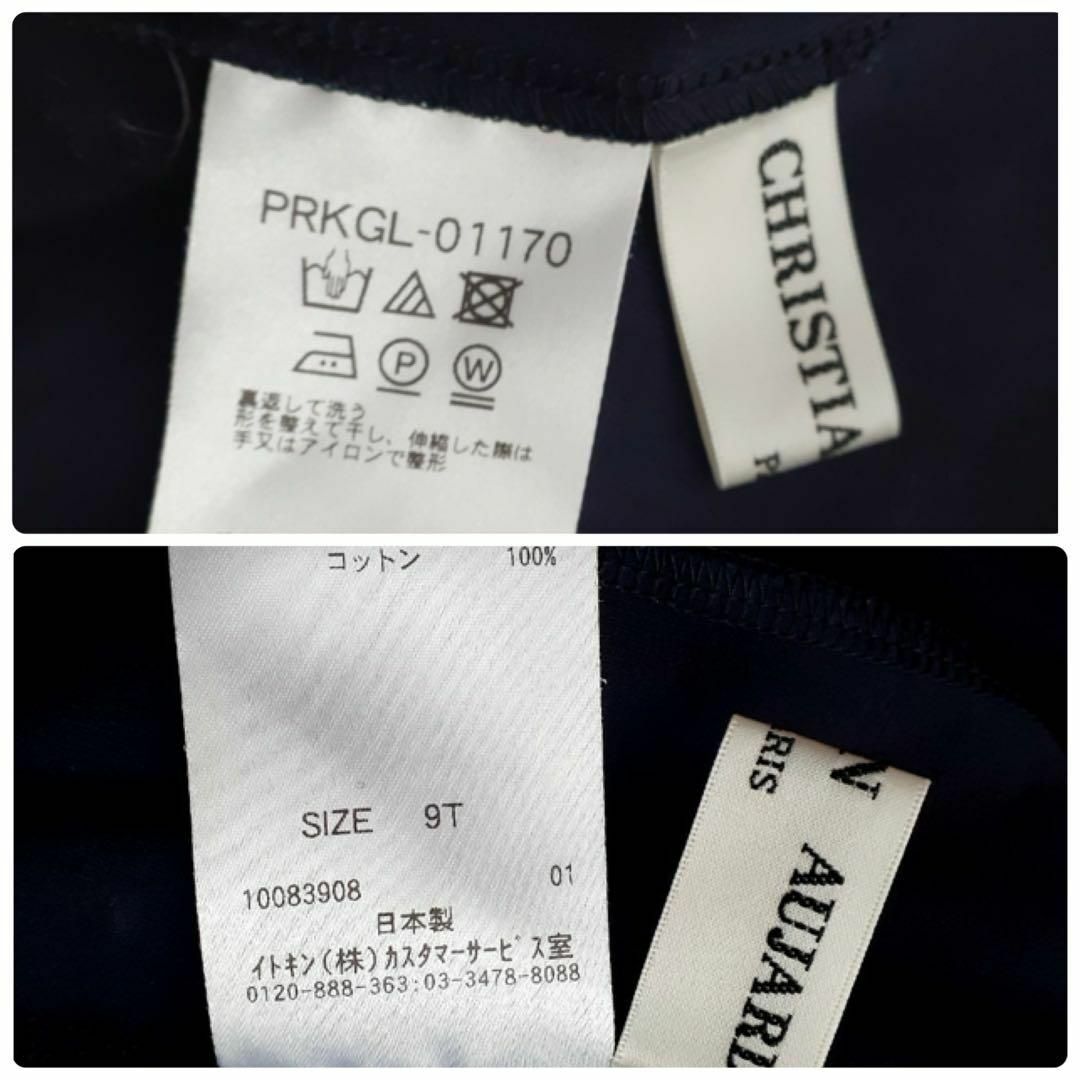 PRKGL-01170
P W
裏返して洗う
形を整えて干し、伸縮した際は
手又はアイロンで整形
CHRISTIA
P
コットン 100%
SIZE 9T
10083908 01
日本製
イトキン(株)カスタマーサービス室
0120-888-363:03-3478-8088
N AUJARD
RIS